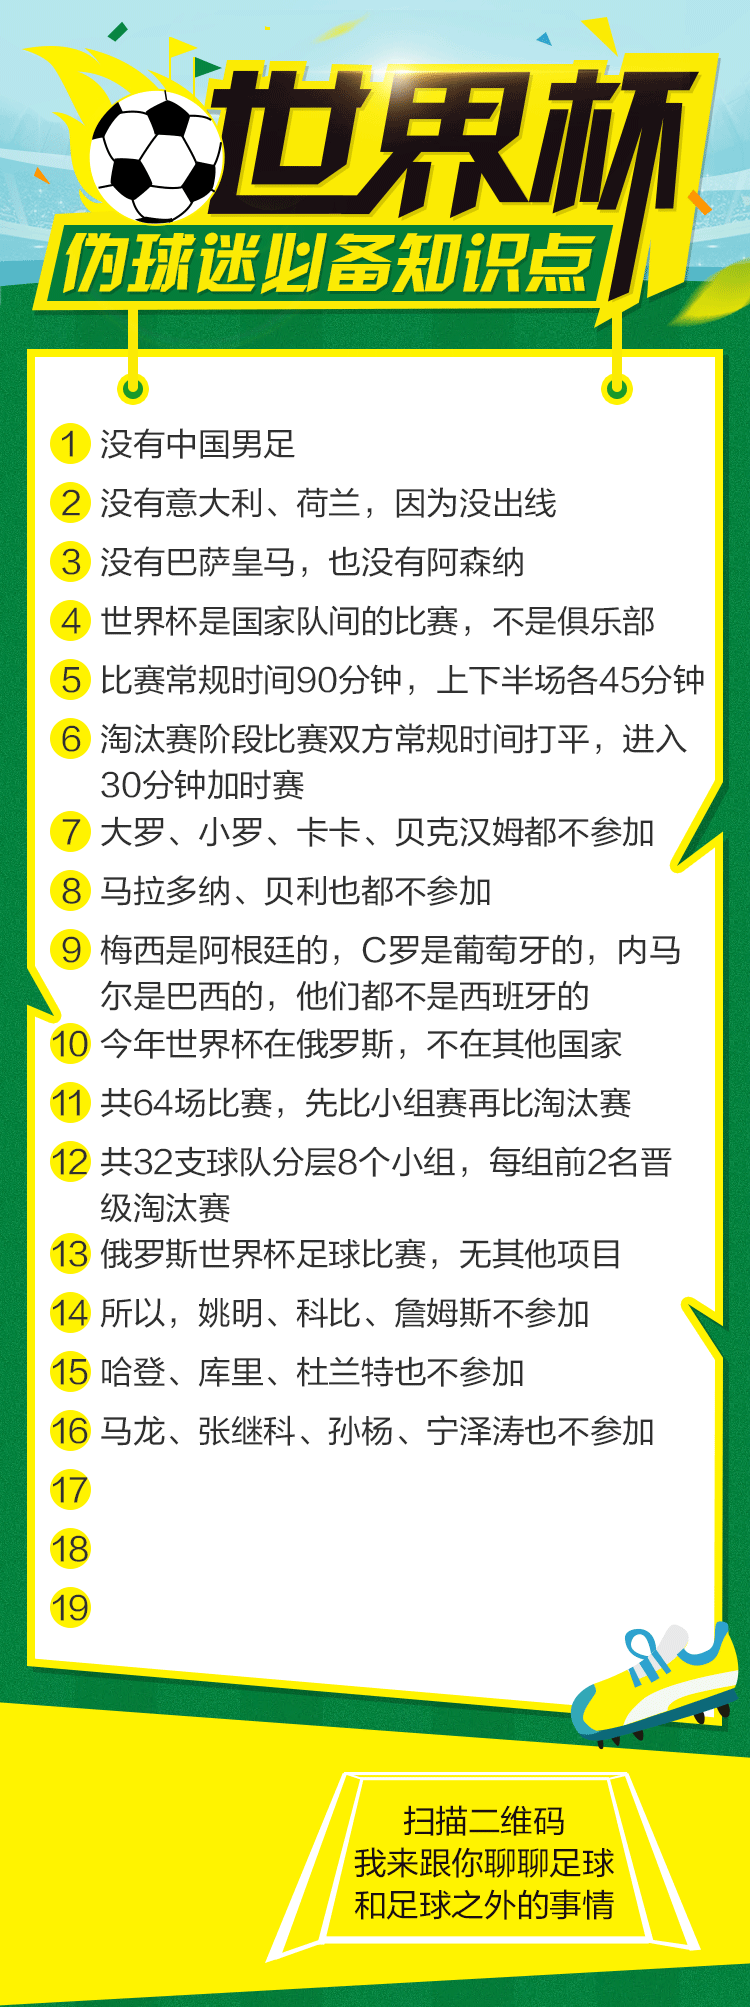 世界杯
伪球迷必备知识点
1 没有中国男足
2 没有意大利、荷兰，因为没出线
3 没有巴萨皇马，也没有阿森纳
4 世界杯是国家队间的比赛，不是俱乐部
5 比赛常规时间90分钟，上下半场各45分钟
6 淘汰赛阶段比赛双方常规时间打平，进入
30分钟加时赛
7 大罗、小罗、卡卡、贝克汉姆都不参加
8 马拉多纳、贝利也都不参加
9 梅西是阿根廷的，C罗是葡萄牙的，内马
尔是巴西的，他们都不是西班牙的
10 今年世界杯在俄罗斯，不在其他国家
11 共64场比赛，先比小组赛再比淘汰赛
12 共32支球队分层8个小组，每组前2名晋
级淘汰赛
13 俄罗斯世界杯足球比赛，无其他项目
14 所以，姚明、科比、詹姆斯不参加
15 哈登、库里、杜兰特也不参加
16 马龙、张继科、孙杨、宁泽涛也不参加
17
18
19
扫描二维码
我来跟你聊聊足球
和足球之外的事情